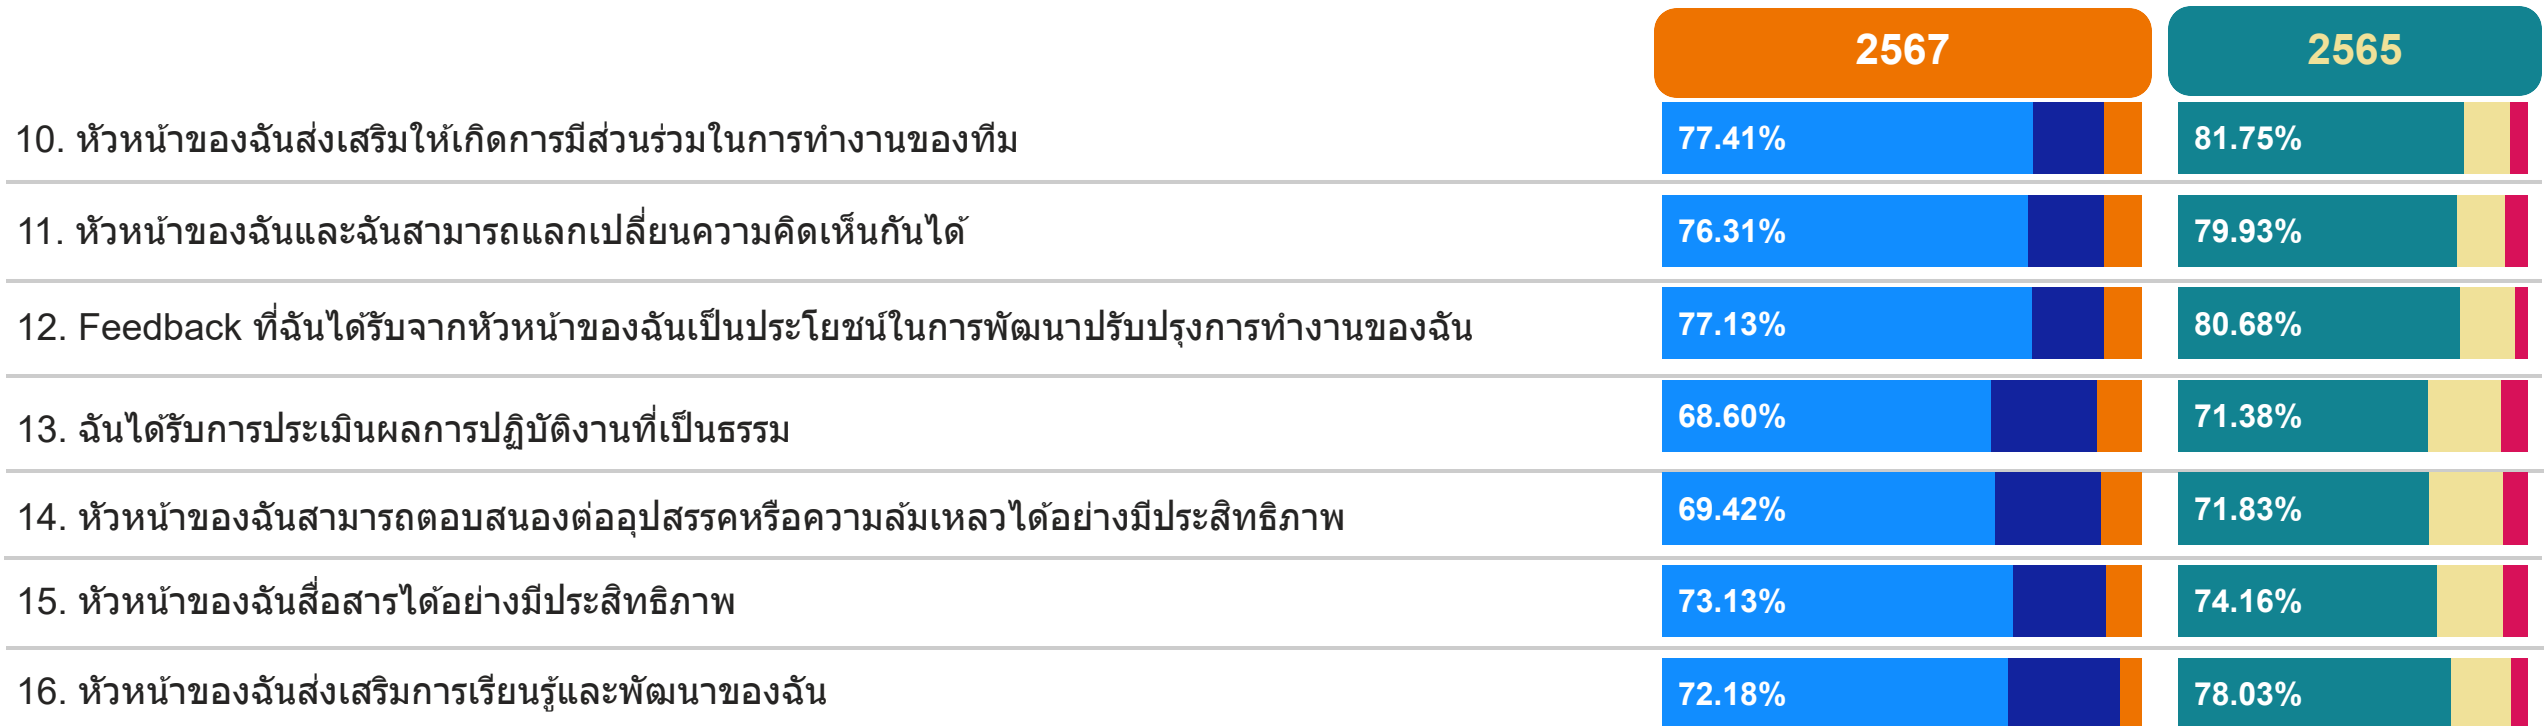 2567 2565
10. หัวหน้าของฉันส่งเสริมให้เกิดการมีส่วนร่วมในการทำงานของทีม 77.41% 81.75%
11. หัวหน้าของฉันและฉันสามารถแลกเปลี่ยนความคิดเห็นกันได้ 76.31% 79.93%
12. Feedback ที่ฉันได้รับจากหัวหน้าของฉันเป็นประโยชน์ในการพัฒนาปรับปรุงการทำงานของฉัน 77.13% 80.68%
13. ฉันได้รับการประเมินผลการปฏิบัติงานที่เป็นธรรม 68.60% 71.38%
14. หัวหน้าของฉันสามารถตอบสนองต่ออุปสรรคหรือความล้มเหลวได้อย่างมีประสิทธิภาพ 69.42% 71.83%
15. หัวหน้าของฉันสื่อสารได้อย่างมีประสิทธิภาพ 73.13% 74.16%
16. หัวหน้าของฉันส่งเสริมการเรียนรู้และพัฒนาของฉัน 72.18% 78.03%